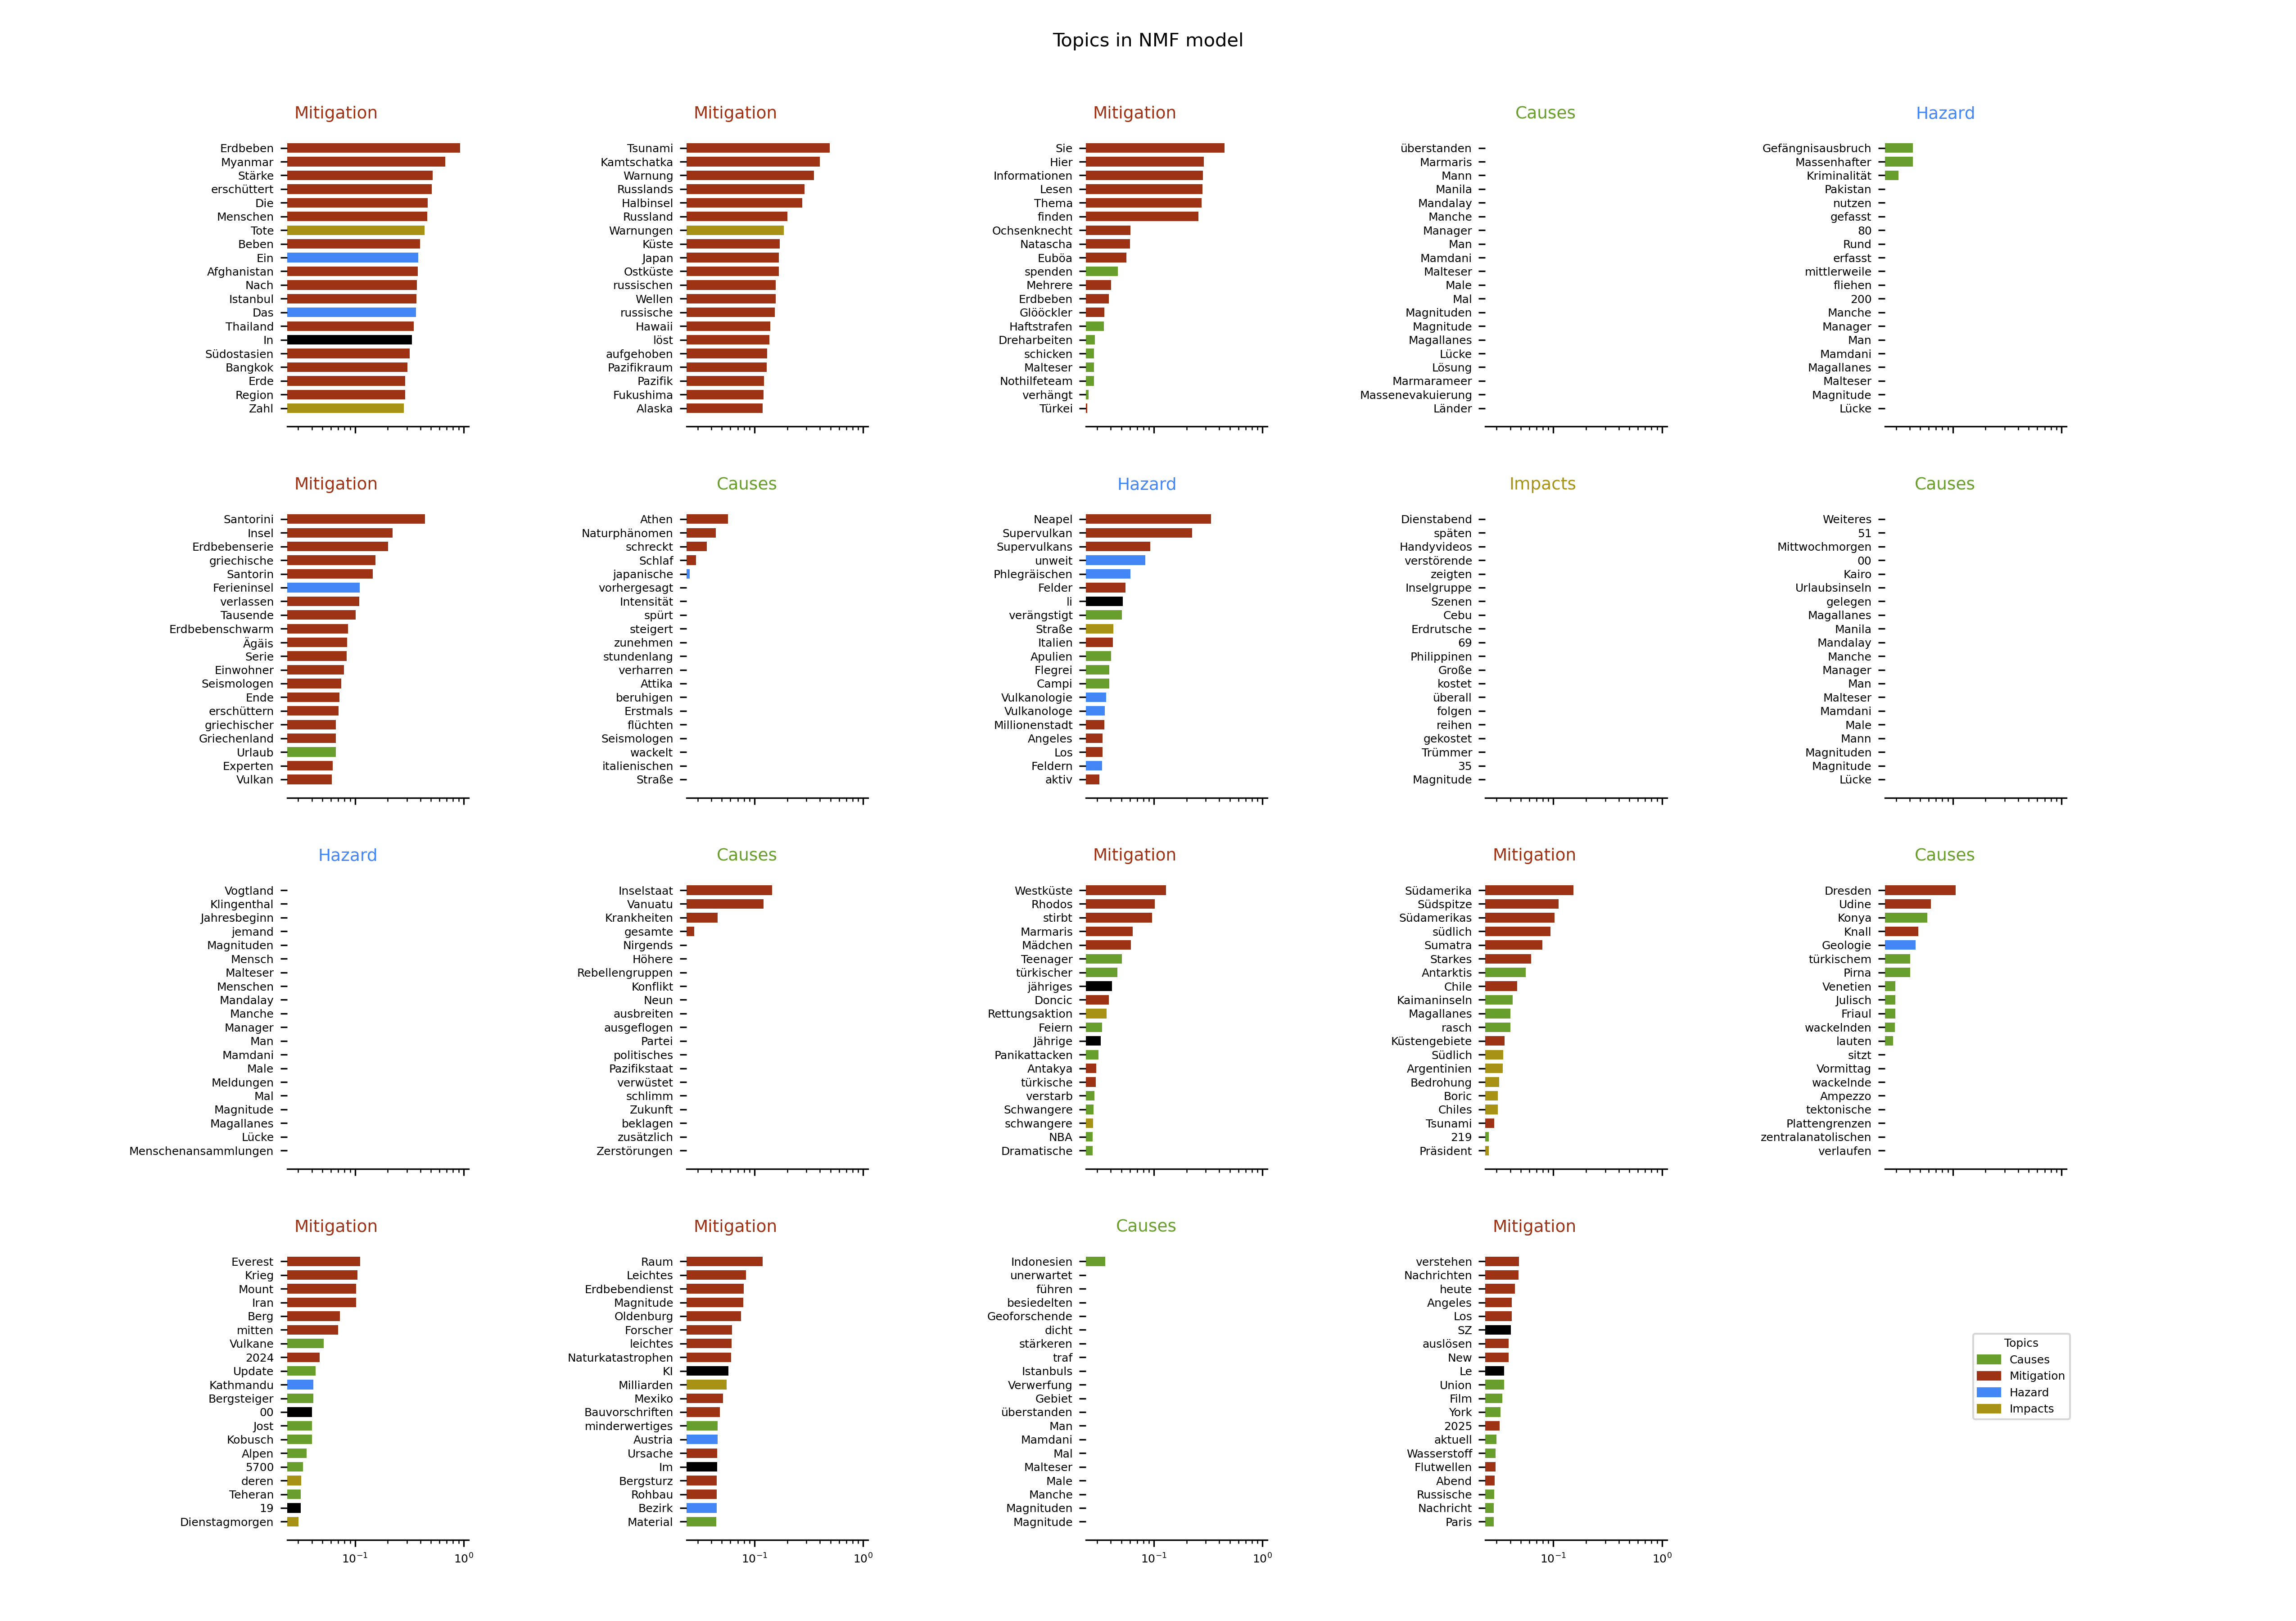 Topics in NMF model
Mitigation
Erdbeben
Myanmar
Stärke
erschüttert
Die
Menschen
Tote
Beben
Ein
Afghanistan
Nach
Istanbul
Das
Thailand
In
Südostasien
Bangkok
Erde
Region
Zahl
Mitigation
Tsunami
Kamtschatka
Warnung
Russlands
Halbinsel
Russland
Warnungen
Küste
Japan
Ostküste
russischen
Wellen
russische
Hawaii
löst
aufgehoben
Pazifikraum
Pazifik
Fukushima
Alaska
Mitigation
Sie
Hier
Informationen
Lesen
Thema
finden
Ochsenknecht
Natascha
Euböa
spenden
Mehrere
Erdbeben
Glööckler
Haftstrafen
Dreharbeiten
schicken
Malteser
Nothilfeteam
verhängt
Türkei
Causes
überstanden
Marmaris
Mann
Manila
Mandalay
Manche
Manager
Man
Mamdani
Malteser
Male
Mal
Magnituden
Magnitude
Magallanes
Lücke
Lösung
Marmarameer
Massenevakuierung
Länder
Hazard
Gefängnisausbruch
Massenhafter
Kriminalität
Pakistan
nutzen
gefasst
80
Rund
erfasst
mittlerweile
fliehen
200
Manche
Manager
Man
Mamdani
Magallanes
Malteser
Magnitude
Lücke
Mitigation
Santorini
Insel
Erdbebenserie
griechische
Santorin
Ferieninsel
verlassen
Tausende
Erdbebenschwarm
Ägäis
Serie
Einwohner
Seismologen
Ende
erschüttern
griechischer
Griechenland
Urlaub
Experten
Vulkan
Causes
Athen
Naturphänomen
schreckt
Schlaf
japanische
vorhergesagt
Intensität
spürt
steigert
zunehmen
stundenlang
verharren
Attika
beruhigen
Erstmals
flüchten
Seismologen
wackelt
italienischen
Straße
Hazard
Neapel
Supervulkan
Supervulkans
unweit
Phlegräischen
Felder
li
verängstigt
Straße
Italien
Apulien
Flegrei
Campi
Vulkanologie
Vulkanologe
Millionenstadt
Angeles
Los
Feldern
aktiv
Impacts
Dienstabend
späten
Handyvideos
verstörende
zeigten
Inselgruppe
Szenen
Cebu
Erdrutsche
69
Philippinen
Große
kostet
überall
folgen
reihen
gekostet
Trümmer
35
Magnitude
Causes
Weiteres
51
Mittwochmorgen
00
Kairo
Urlaubsinseln
gelegen
Magallanes
Manila
Mandalay
Manche
Manager
Man
Malteser
Mamdani
Male
Mann
Magnituden
Magnitude
Lücke
Hazard
Vogtland
Klingenthal
Jahresbeginn
jemand
Magnituden
Mensch
Malteser
Menschen
Mandalay
Manche
Manager
Man
Mamdani
Male
Meldungen
Mal
Magnitude
Magallanes
Lücke
Menschenansammlungen
Causes
Inselstaat
Vanuatu
Krankheiten
gesamte
Nirgends
Höhere
Rebellengruppen
Konflikt
Neun
ausbreiten
ausgeflogen
Partei
politisches
Pazifikstaat
verwüstet
schlimm
Zukunft
beklagen
zusätzlich
Zerstörungen
Mitigation
Westküste
Rhodos
stirbt
Marmaris
Mädchen
Teenager
türkischer
jähriges
Doncic
Rettungsaktion
Feiern
Jährige
Panikattacken
Antakya
türkische
verstarb
Schwangere
schwangere
NBA
Dramatische
Mitigation
Südamerika
Südspitze
Südamerikas
südlich
Sumatra
Starkes
Antarktis
Chile
Kaimaninseln
Magallanes
rasch
Küstengebiete
Südlich
Argentinien
Bedrohung
Boric
Chiles
Tsunami
219
Präsident
Causes
Dresden
Udine
Konya
Knall
Geologie
türkischem
Pirna
Venetien
Julisch
Friaul
wackelnden
lauten
sitzt
Vormittag
wackelnde
Ampezzo
tektonische
Plattengrenzen
zentralanatolischen
verlaufen
Mitigation
Everest
Krieg
Mount
Iran
Berg
mitten
Vulkane
2024
Update
Kathmandu
Bergsteiger
00
Jost
Kobusch
Alpen
5700
deren
Teheran
19
Dienstagmorgen
10⁻¹ 10⁰
Mitigation
Raum
Leichtes
Erdbebendienst
Magnitude
Oldenburg
Forscher
leichtes
Naturkatastrophen
KI
Milliarden
Mexiko
Bauvorschriften
minderwertiges
Austria
Ursache
Im
Bergsturz
Rohbau
Bezirk
Material
10⁻¹ 10⁰
Causes
Indonesien
unerwartet
führen
besiedelten
Geoforschende
dicht
stärkeren
traf
Istanbuls
Verwerfung
Gebiet
überstanden
Man
Mamdani
Mal
Malteser
Male
Manche
Magnituden
Magnitude
10⁻¹ 10⁰
Mitigation
verstehen
Nachrichten
heute
Angeles
Los
SZ
auslösen
New
Le
Union
Film
York
2025
aktuell
Wasserstoff
Flutwellen
Abend
Russische
Nachricht
Paris
10⁻¹ 10⁰
Topics
Causes
Mitigation
Hazard
Impacts